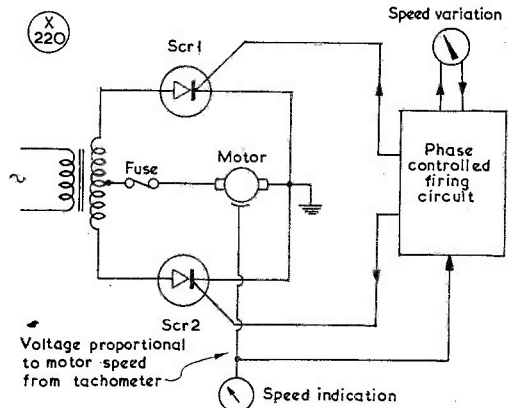 X
220
Speed variation
Scr1
Fuse
Motor
Phase
controlled
firing
circuit
Scr2
Voltage proportional
to motor speed
from tachometer
Speed indication